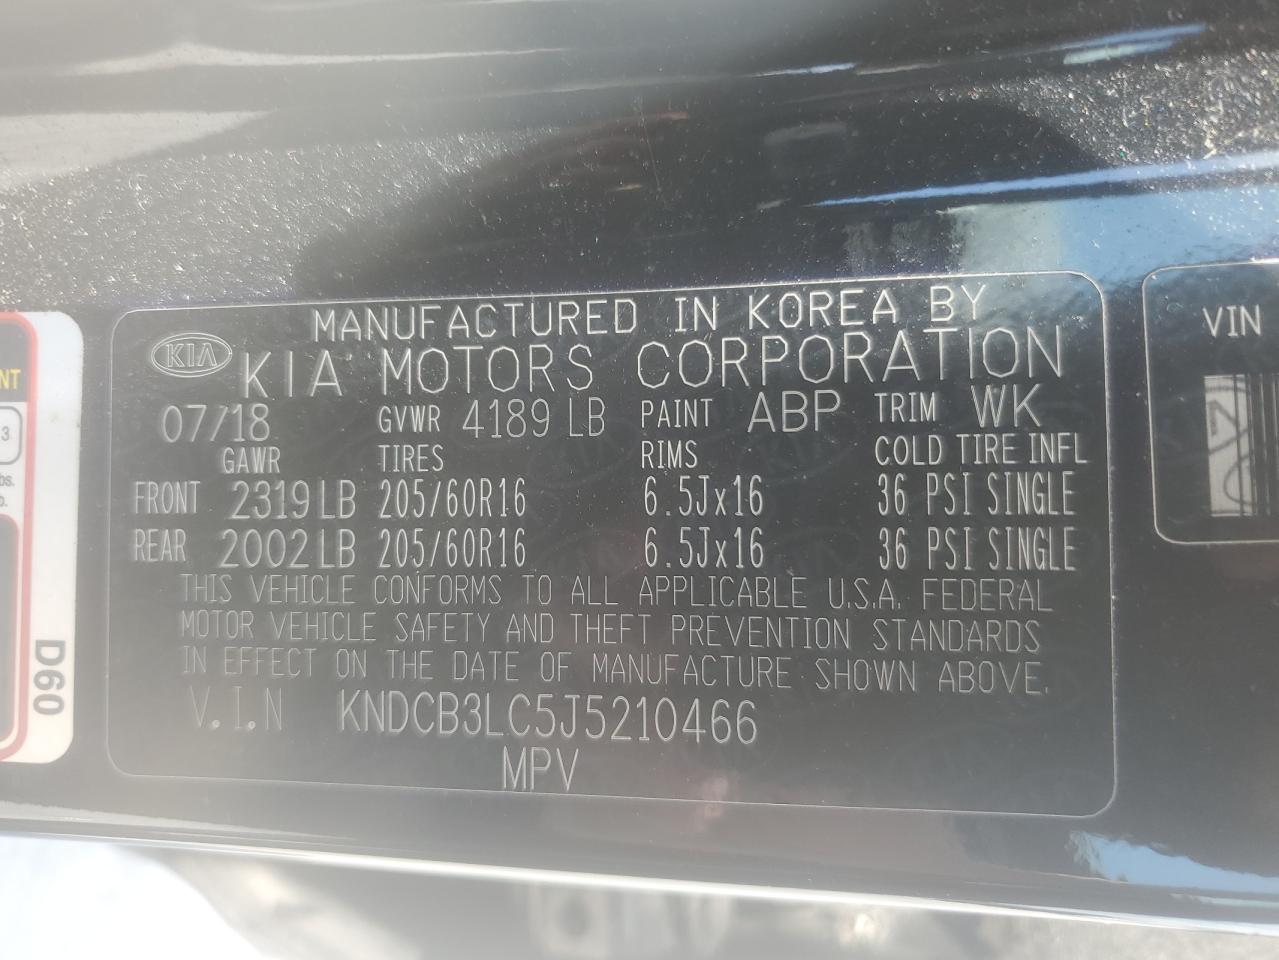 MANUFACTURED IN KOREA BY
KIA KIA MOTORS CORPORATION
07/18 GVWR 4189 LB PAINT ABP TRIM WK
GAWR TIRES RIMS COLD TIRE INFL
FRONT 2319 LB 205/60R16 6.5Jx16 36 PSI SINGLE
REAR 2002 LB 205/60R16 6.5Jx16 36 PSI SINGLE
THIS VEHICLE CONFORMS TO ALL APPLICABLE U.S.A. FEDERAL
MOTOR VEHICLE SAFETY AND THEFT PREVENTION STANDARDS
IN EFFECT ON THE DATE OF MANUFACTURE SHOWN ABOVE.
V.I.N KNDCB3LC5J5210466
MPV
D60
VIN